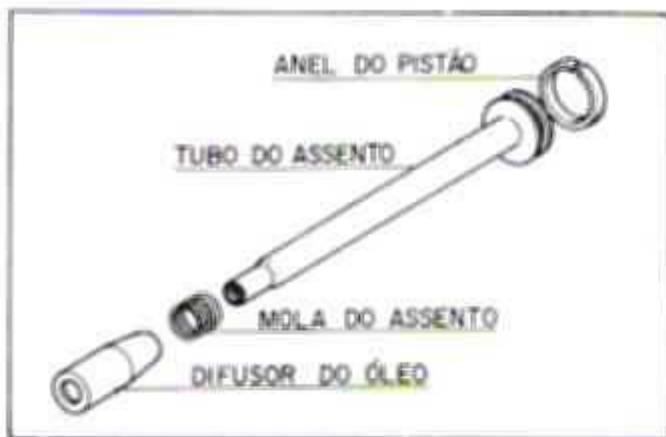 ANEL DO PISTÃO
TUBO DO ASSENTO
MOLA DO ASSENTO
DIFUSOR DO ÓLEO